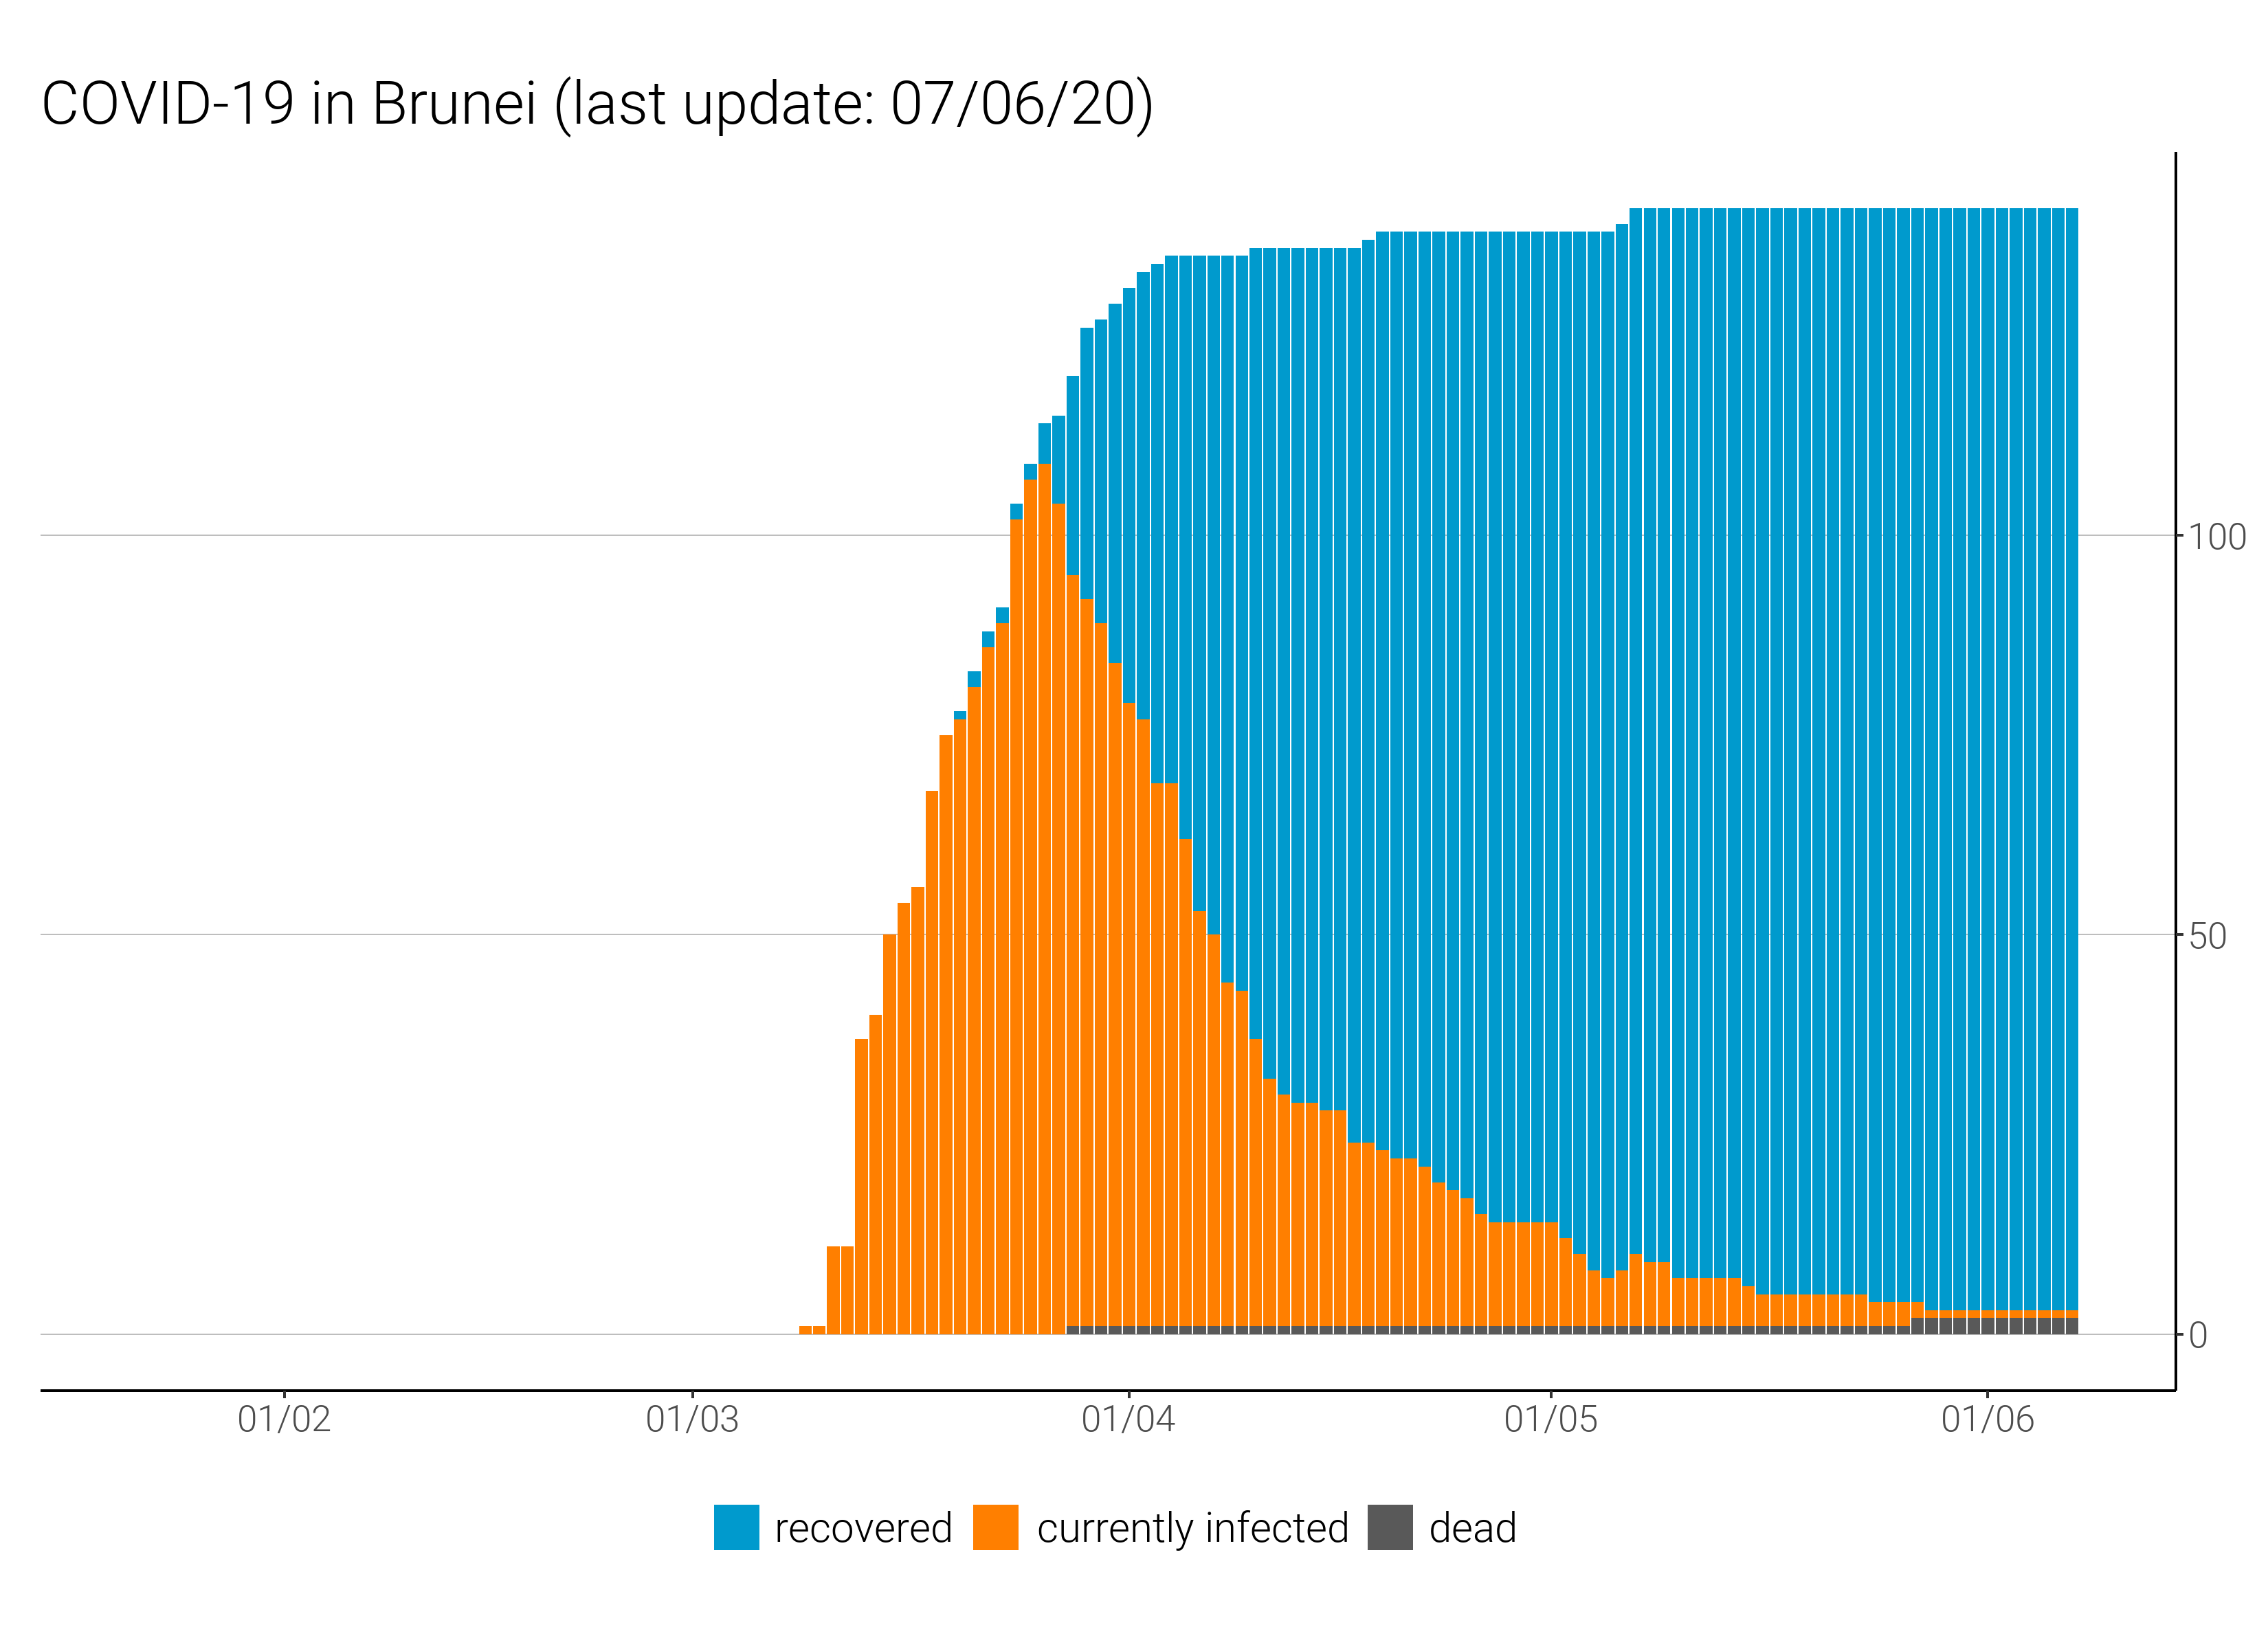 COVID-19 in Brunei (last update: 07/06/20)
100
50
0
01/02 01/03 01/04 01/05 01/06
recovered currently infected dead